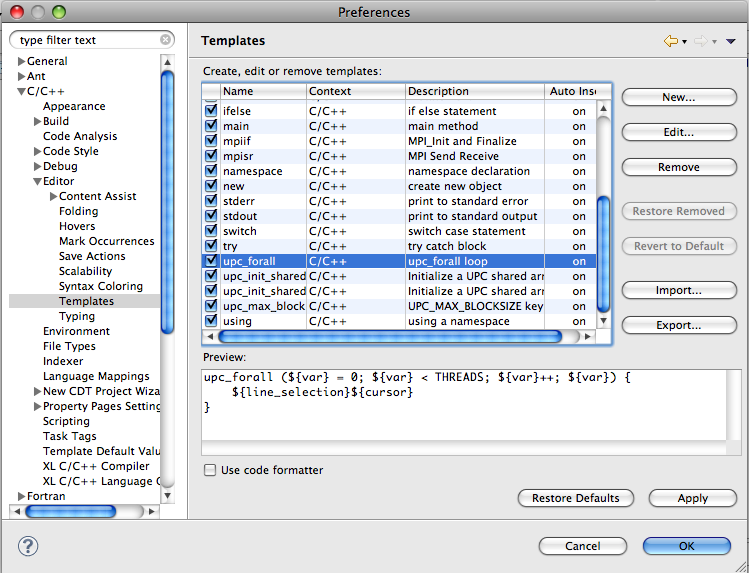 Preferences
type filter text
General
Ant
C/C++
Appearance
Build
Code Analysis
Code Style
Debug
Editor
Content Assist
Folding
Hovers
Mark Occurrences
Save Actions
Scalability
Syntax Coloring
Templates
Typing
Environment
File Types
Indexer
Language Mappings
New CDT Project Wiza
Property Pages Setting
Scripting
Task Tags
Template Default Valu
XL C/C++ Compiler
XL C/C++ Language C
Fortran
Templates
Create, edit or remove templates:
Name Context Description Auto Inse
ifelse C/C++ if else statement on
main C/C++ main method on
mpiif C/C++ MPI_Init and Finalize on
mpisr C/C++ MPI Send Receive on
namespace C/C++ namespace declaration on
new C/C++ create new object on
stderr C/C++ print to standard error on
stdout C/C++ print to standard output on
switch C/C++ switch case statement on
try C/C++ try catch block on
upc_forall C/C++ upc_forall loop on
upc_init_shared C/C++ Initialize a UPC shared arr on
upc_init_shared C/C++ Initialize a UPC shared arr on
upc_max_block C/C++ UPC_MAX_BLOCKSIZE key on
using C/C++ using a namespace on
New...
Edit...
Remove
Restore Removed
Revert to Default
Import...
Export...
Preview:
upc_forall (${var} = 0; ${var} < THREADS; ${var}++; ${var}) {
${line_selection}${cursor}
}
Use code formatter
Restore Defaults
Apply
?
Cancel
OK